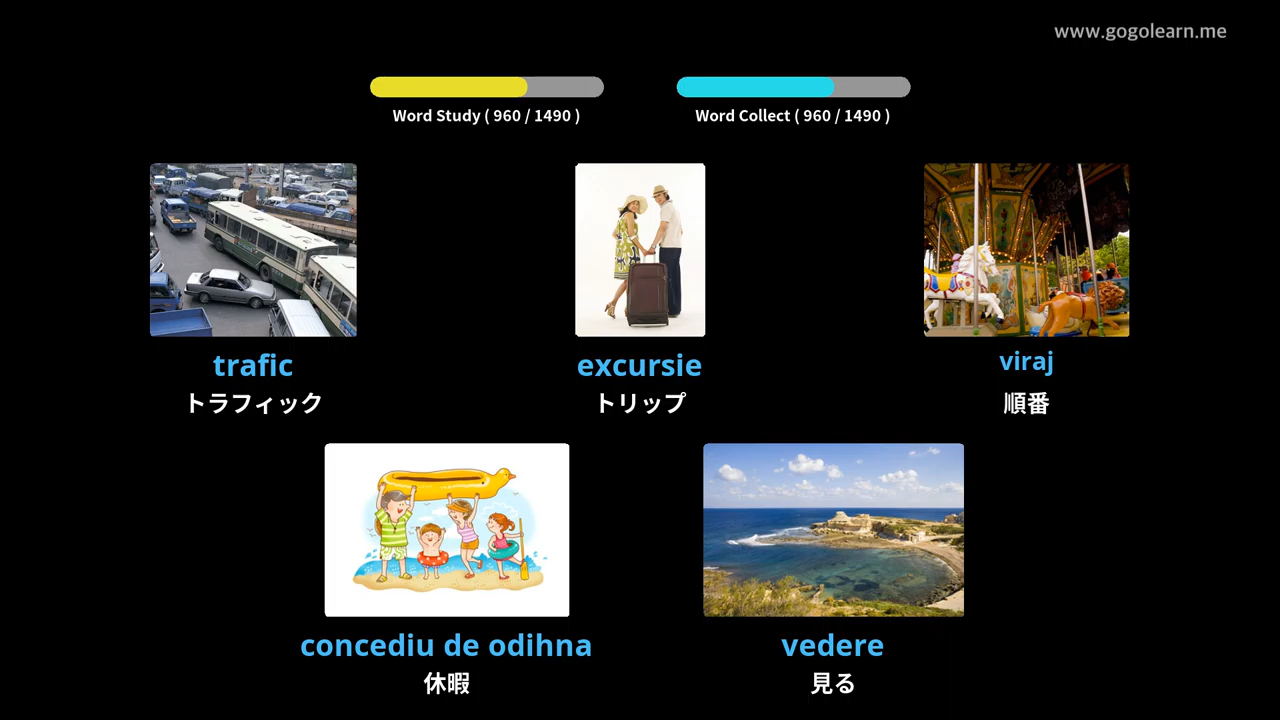 www.gogolearn.me
Word Study ( 960 / 1490 )
Word Collect ( 960 / 1490 )
trafic
トラフィック
excursie
トリップ
viraj
順番
concediu de odihna
休暇
vedere
見る